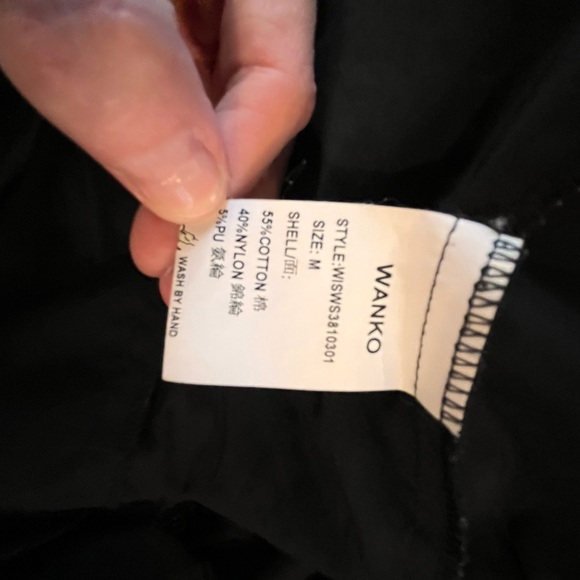 WANKO
STYLE:WISWS3810301
SIZE: M
SHELL/面:
55%COTTON 棉
40%NYLON 錦綸
5%PU 氨綸
WASH BY HAND